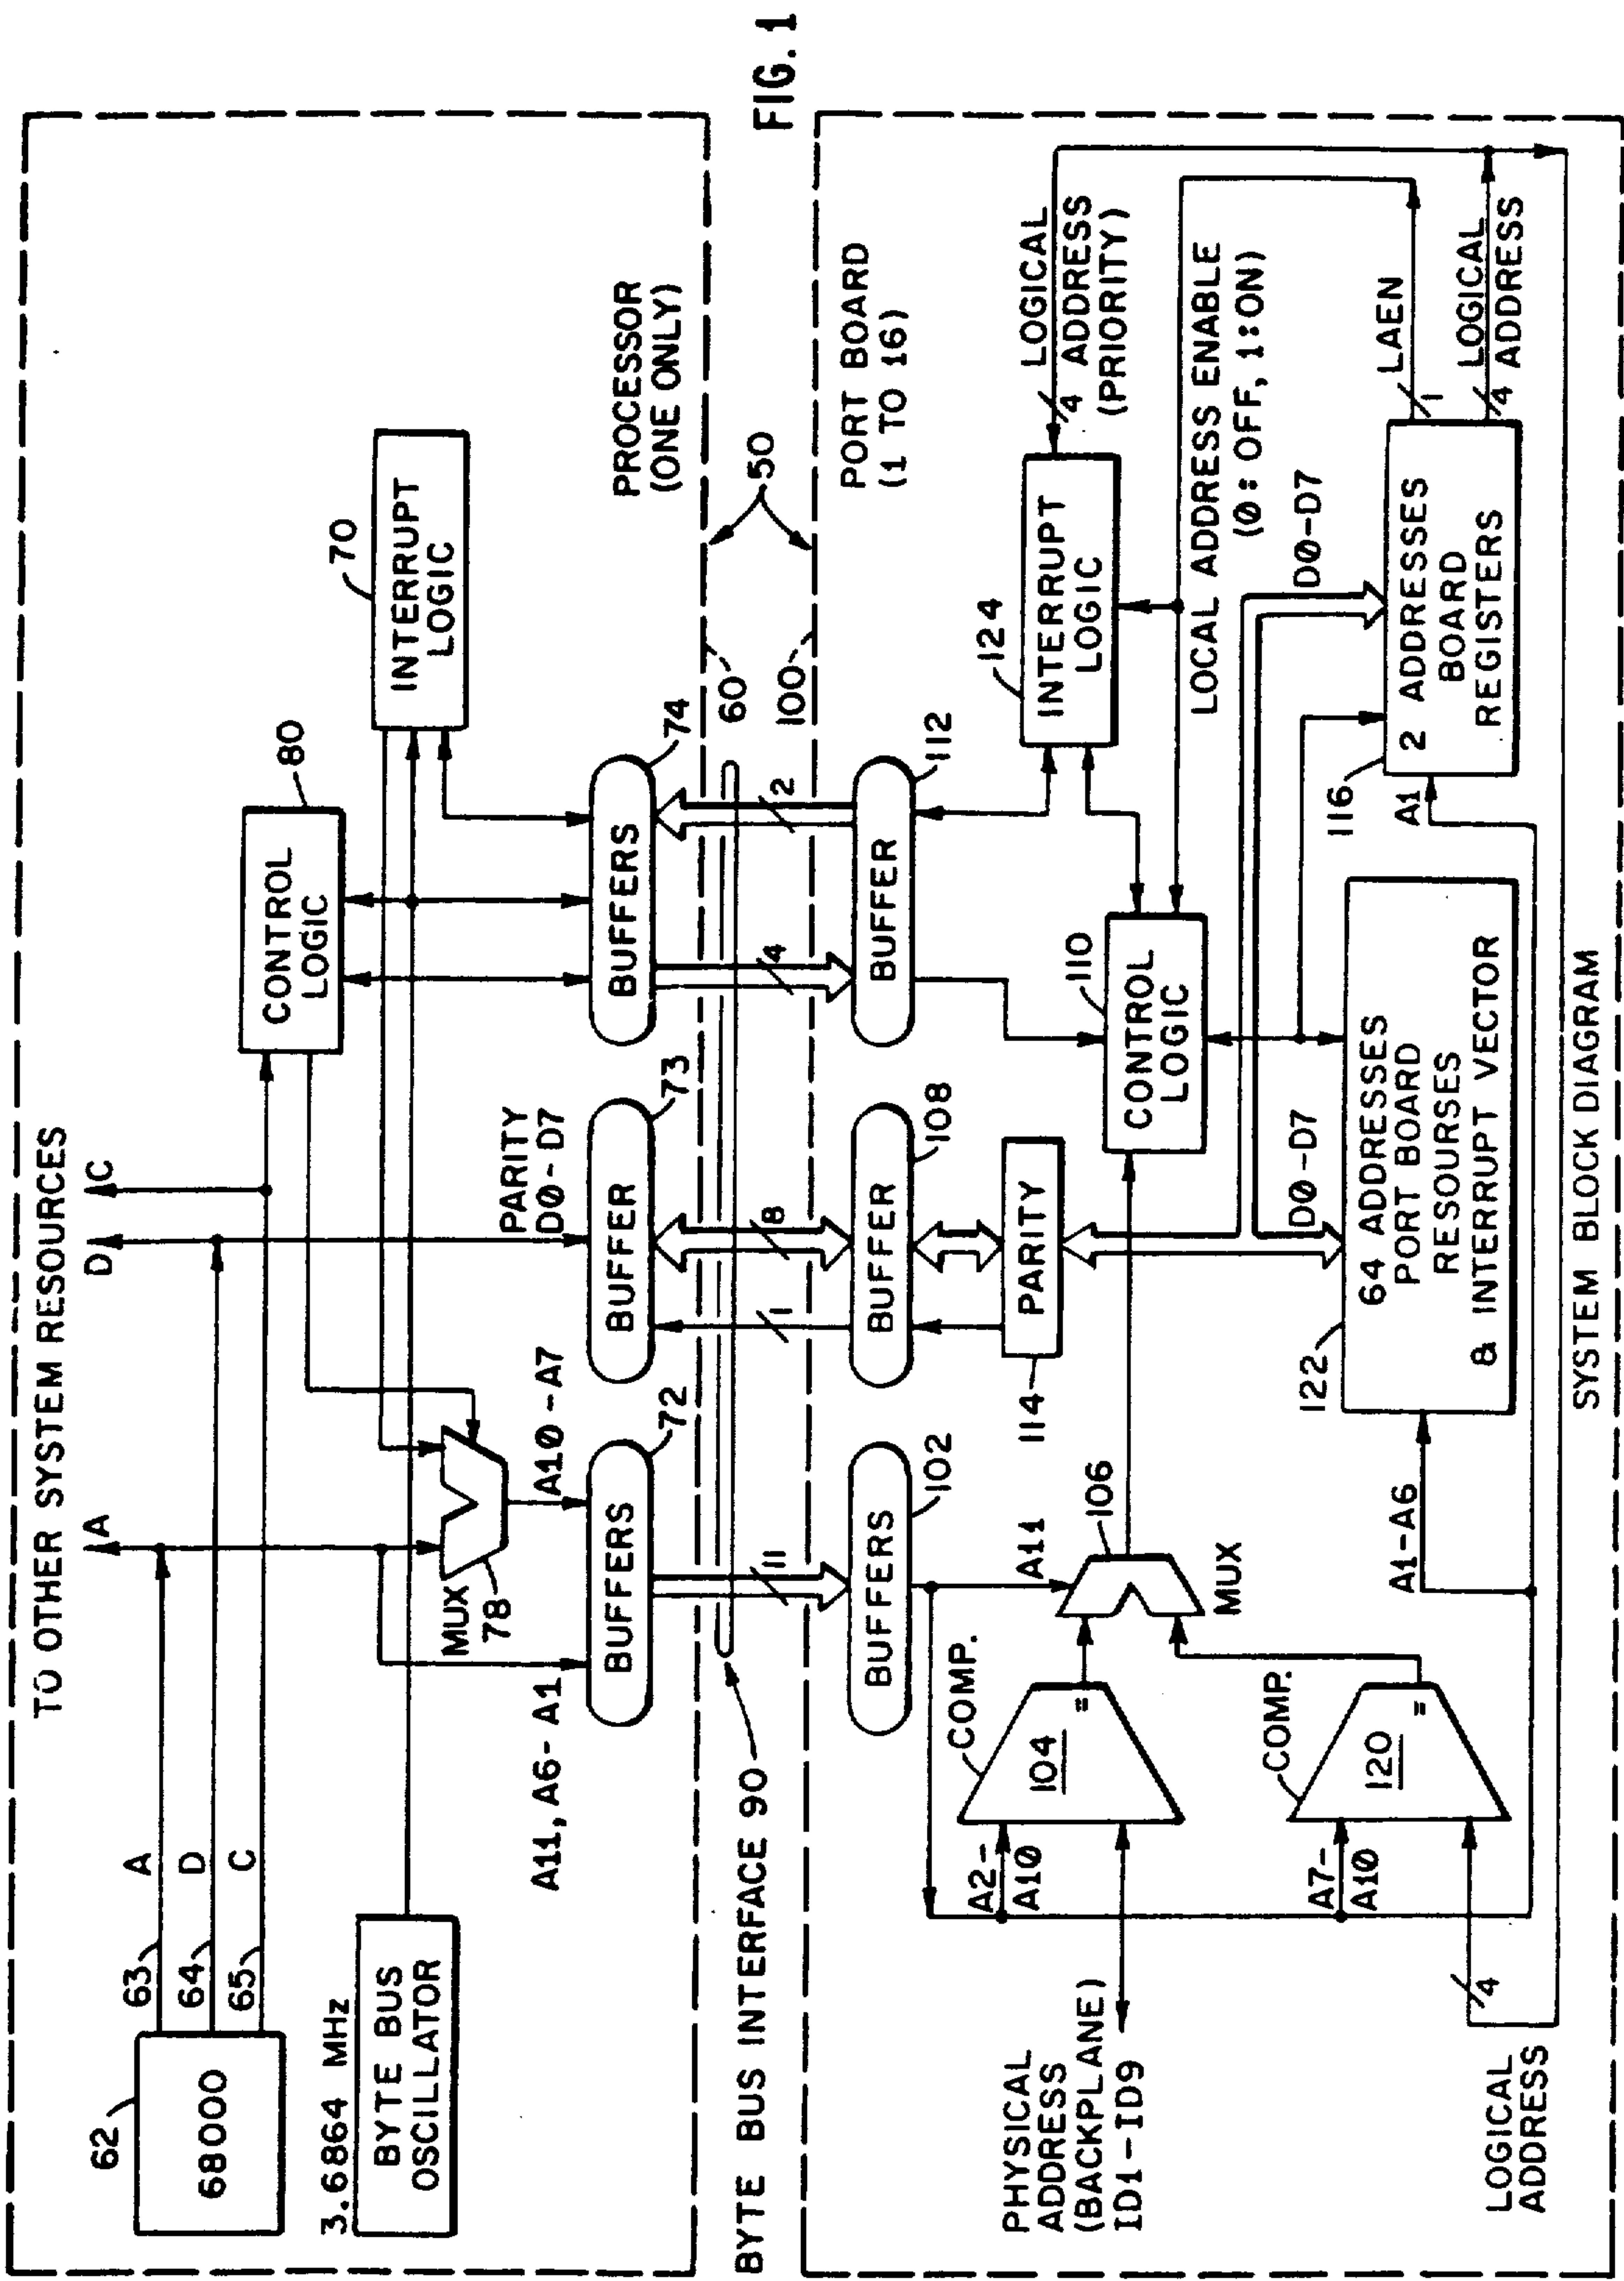 TO OTHER SYSTEM RESOURCES
A
D
C
62
68000
63
A
64
D
65
C
3.6864 MHz
BYTE BUS
OSCILLATOR
80
CONTROL
LOGIC
70
INTERRUPT
LOGIC
MUX
78
A11, A6-A1
A10-A7
PARITY
D0-D7
BUFFERS
72
BUFFER
73
BUFFERS
74
PROCESSOR
(ONE ONLY)
60
50
BYTE BUS INTERFACE 90
11
1
8
4
2
100
FIG. 1
PORT BOARD
(1 TO 16)
BUFFERS
102
BUFFER
108
BUFFER
112
PHYSICAL
ADDRESS
(BACKPLANE)
ID1-ID9
A2-
A10
COMP.
104
=
A11
106
MUX
114
PARITY
110
CONTROL
LOGIC
124
INTERRUPT
LOGIC
4
LOGICAL
ADDRESS
(PRIORITY)
LOCAL ADDRESS ENABLE
(0: OFF, 1:ON)
A7-
A10
COMP.
120
=
LOGICAL
ADDRESS
4
A1-A6
122
64 ADDRESSES
PORT BOARD
RESOURSES
& INTERRUPT VECTOR
D0-D7
D0-D7
116
A1
2 ADDRESSES
BOARD
REGISTERS
LAEN
1
4
LOGICAL
ADDRESS
SYSTEM BLOCK DIAGRAM